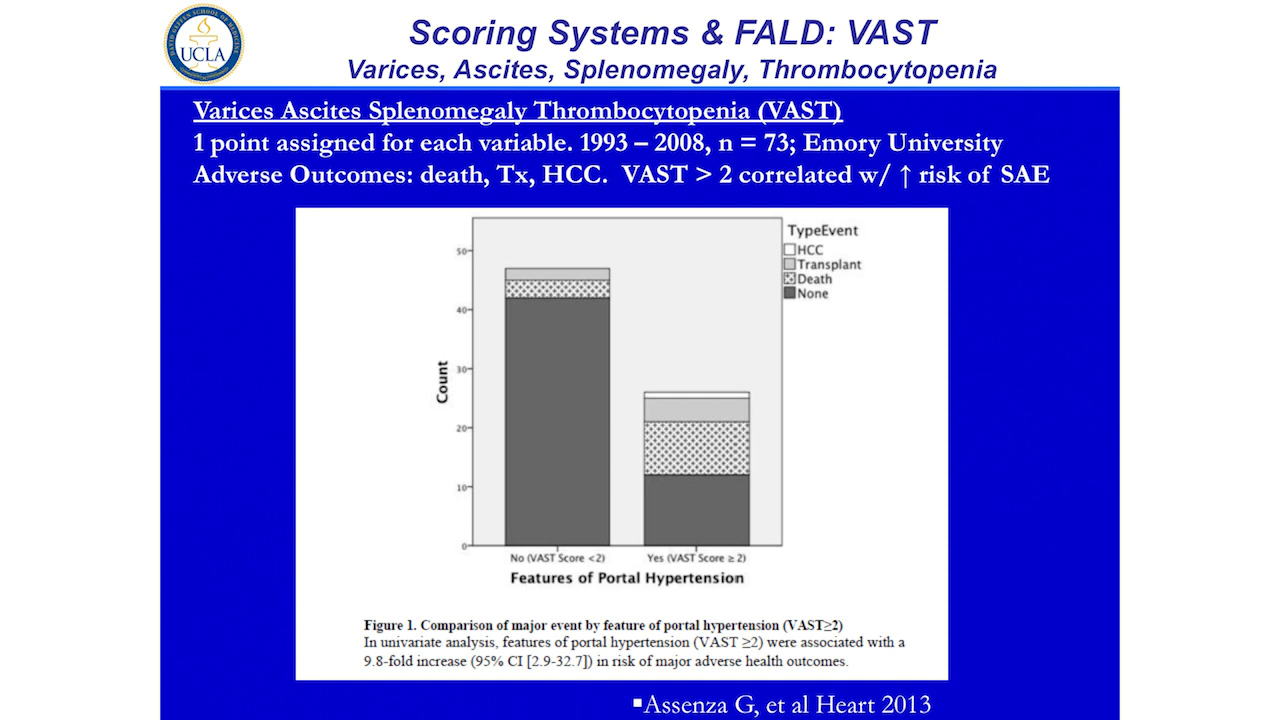 UCLA
Scoring Systems & FALD: VAST
Varices, Ascites, Splenomegaly, Thrombocytopenia
Varices Ascites Splenomegaly Thrombocytopenia (VAST)
1 point assigned for each variable. 1993 – 2008, n = 73; Emory University
Adverse Outcomes: death, Tx, HCC. VAST > 2 correlated w/ ↑ risk of SAE
TypeEvent
HCC
Transplant
Death
None
Count
50
40
30
20
10
0
No (VAST Score <2)
Yes (VAST Score ≥ 2)
Features of Portal Hypertension
Figure 1. Comparison of major event by feature of portal hypertension (VAST≥2)
In univariate analysis, features of portal hypertension (VAST ≥2) were associated with a
9.8-fold increase (95% CI [2.9-32.7]) in risk of major adverse health outcomes.
▪Assenza G, et al Heart 2013